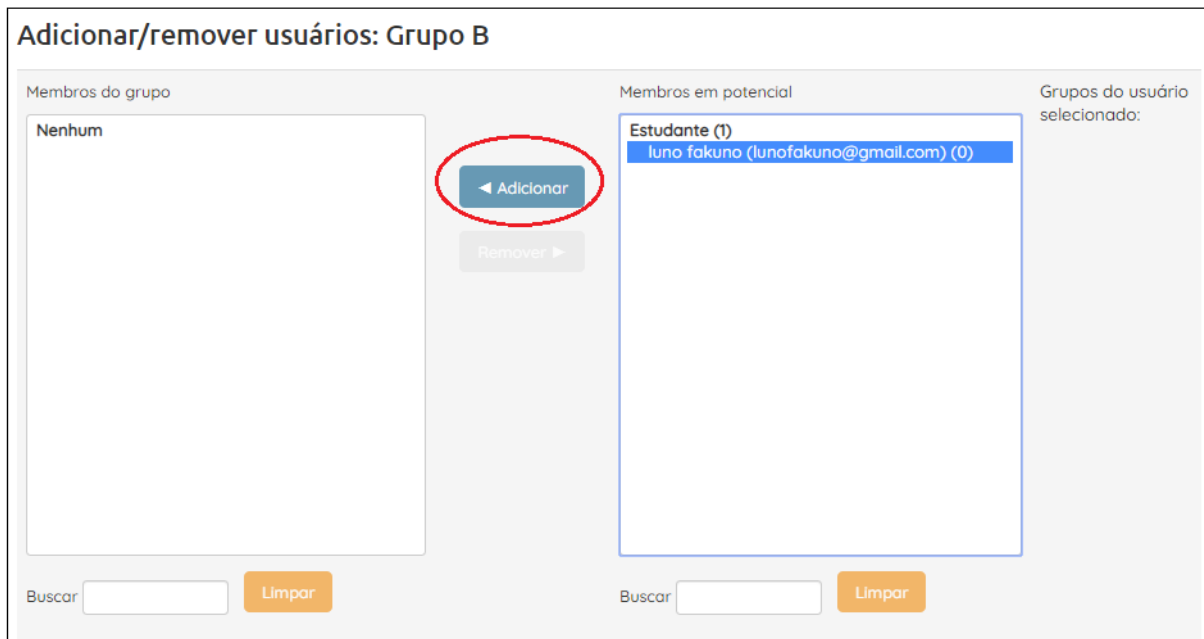 Adicionar/remover usuários: Grupo B
Membros do grupo
Nenhum
◄ Adicionar
Remover ►
Membros em potencial
Estudante (1)
luno fakuno (lunofakuno@gmail.com) (0)
Grupos do usuário
selecionado:
Buscar
Limpar
Buscar
Limpar